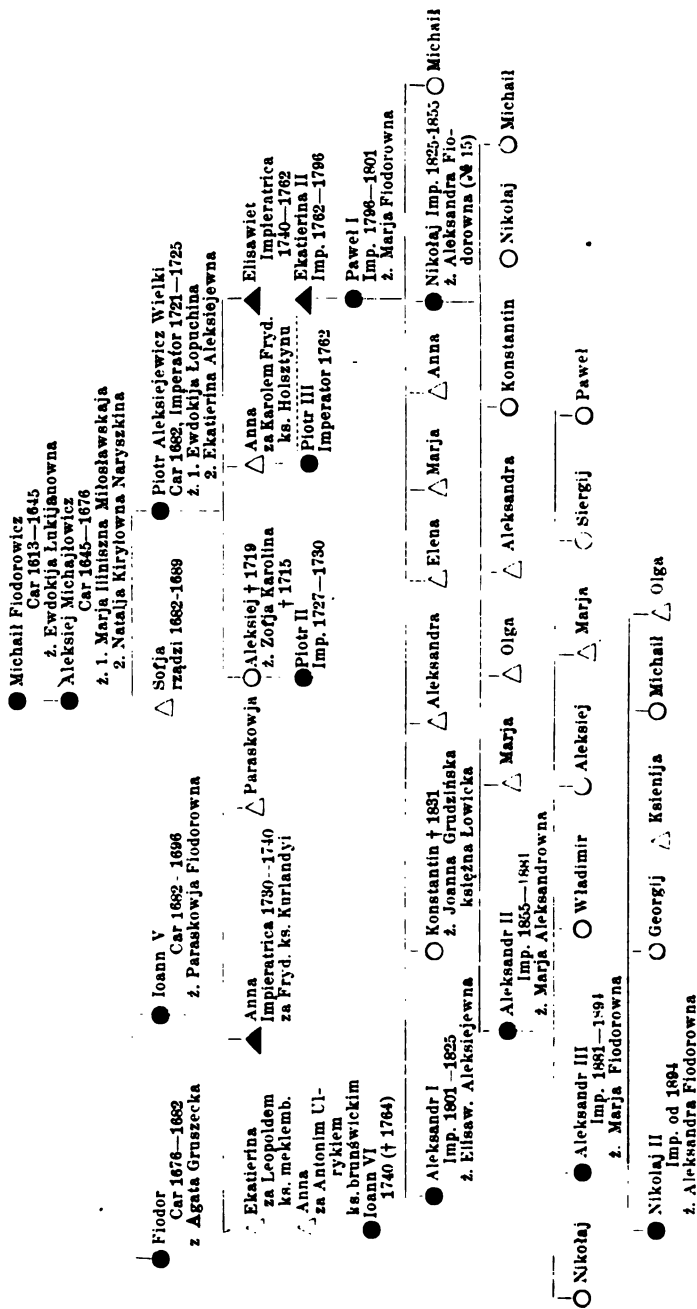 Michaił Fiodorowicz
Car 1613—1645
ż. Ewdokija Łukijanowna
Aleksiej Michajłowicz
Car 1645—1676
ż. 1. Marja Iliniszna Miłosławskaja
2. Natalja Kiryłowna Naryszkina
Fiodor
Car 1676—1682
z Agata Gruszecka
Ioann V
Car 1682 - 1696
ż. Paraskowja Fiodorowna
Sofja
rządzi 1682-1689
Piotr Aleksiejewicz Wielki
Car 1682, Imperator 1721—1725
ż. 1. Ewdokija Łopuchina
2. Ekatierina Aleksiejewna
Ekatierina
za Leopoldem
ks. meklemb.
Anna
za Antonim Ul-
rykiem
ks. brunświckim
Ioann VI
1740 († 1764)
Anna
Impieratrica 1730--1740
za Fryd. ks. Kurlandyi
Paraskowja
Aleksiej † 1719
ż. Zofja Karolina
† 1715
Piotr II
Imp. 1727—1730
Anna
za Karolem Fryd.
ks. Holsztynu
Piotr III
Imperator 1762
Elisawiet
Impieratrica
1740—1762
Ekatierina II
Imp. 1762—1796
Paweł I
Imp. 1796—1801
ż. Marja Fiodorowna
Aleksandr I
Imp. 1801—1825
ż. Elisaw. Aleksiejewna
Konstantin † 1831
ż. Joanna Grudzińska
księżna Łowicka
Aleksandra
Elena
Marja
Anna
Nikołaj Imp. 1825-1855
ż. Aleksandra Fio-
dorowna (№ 15)
Michaił
Aleksandr II
Imp. 1855—1881
ż. Marja Aleksandrowna
Marja
Olga
Aleksandra
Konstantin
Nikołaj
Michaił
Nikołaj
Aleksandr III
Imp. 1881—1894
ż. Marja Fiodorowna
Władimir
Aleksiej
Marja
Siergij
Paweł
Nikołaj II
Imp. od 1894
ż. Aleksandra Fiodorowna
Georgij
Ksienija
Michaił
Olga